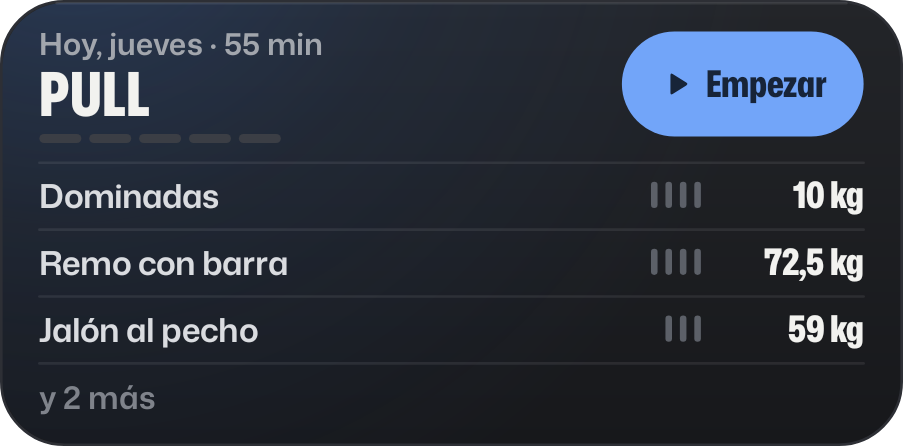 Hoy, jueves · 55 min
PULL
Empezar
Dominadas 10 kg
Remo con barra 72,5 kg
Jalón al pecho 59 kg
y 2 más